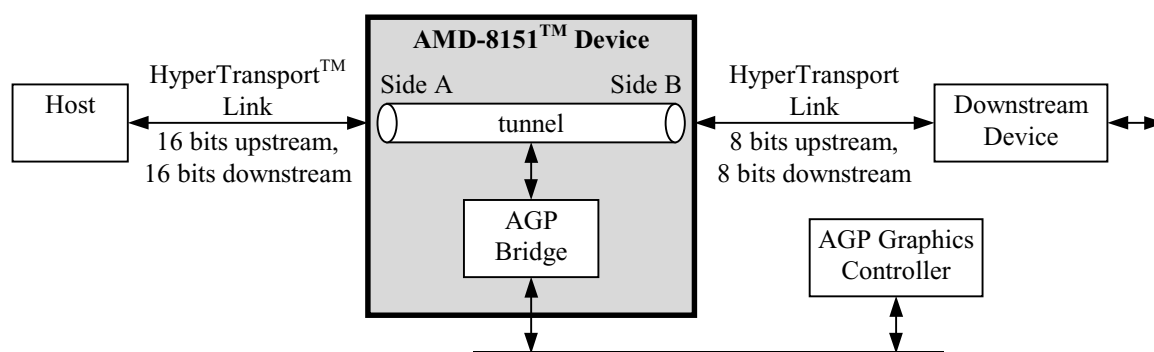 AMD-8151™ Device
HyperTransport™
Link
16 bits upstream,
16 bits downstream
Host
Side A
Side B
tunnel
AGP
Bridge
HyperTransport
Link
8 bits upstream,
8 bits downstream
Downstream
Device
AGP Graphics
Controller